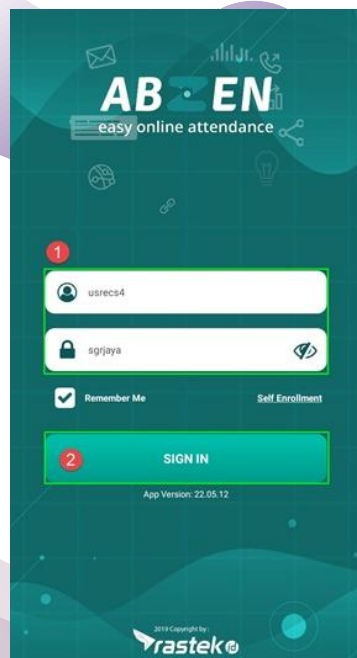 ABZEN
easy online attendance
1
usrecs4
sgrjaya
Remember Me
Self Enrollment
2
SIGN IN
App Version: 22.05.12
2019 Copyright by :
rastek.id